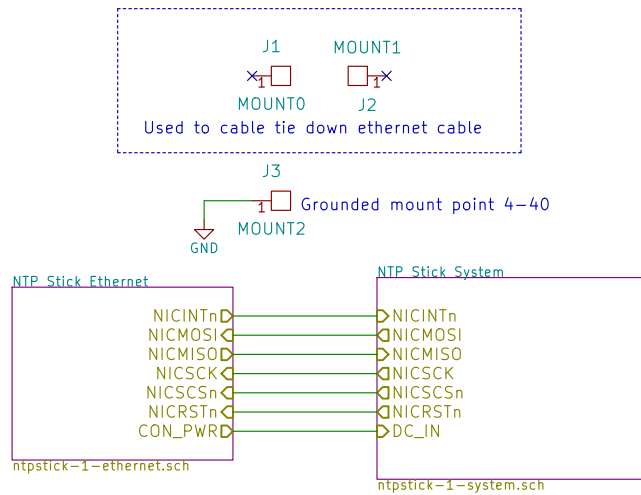 J1
MOUNT1
1
1
MOUNT0
J2
Used to cable tie down ethernet cable
J3
1
Grounded mount point 4-40
MOUNT2
GND
NTP Stick Ethernet
NTP Stick System
NICINTn
NICINTn
NICMOSI
NICMOSI
NICMISO
NICMISO
NICSCK
NICSCK
NICSCSn
NICSCSn
NICRSTn
NICRSTn
CON_PWR
DC_IN
ntpstick-1-ethernet.sch
ntpstick-1-system.sch